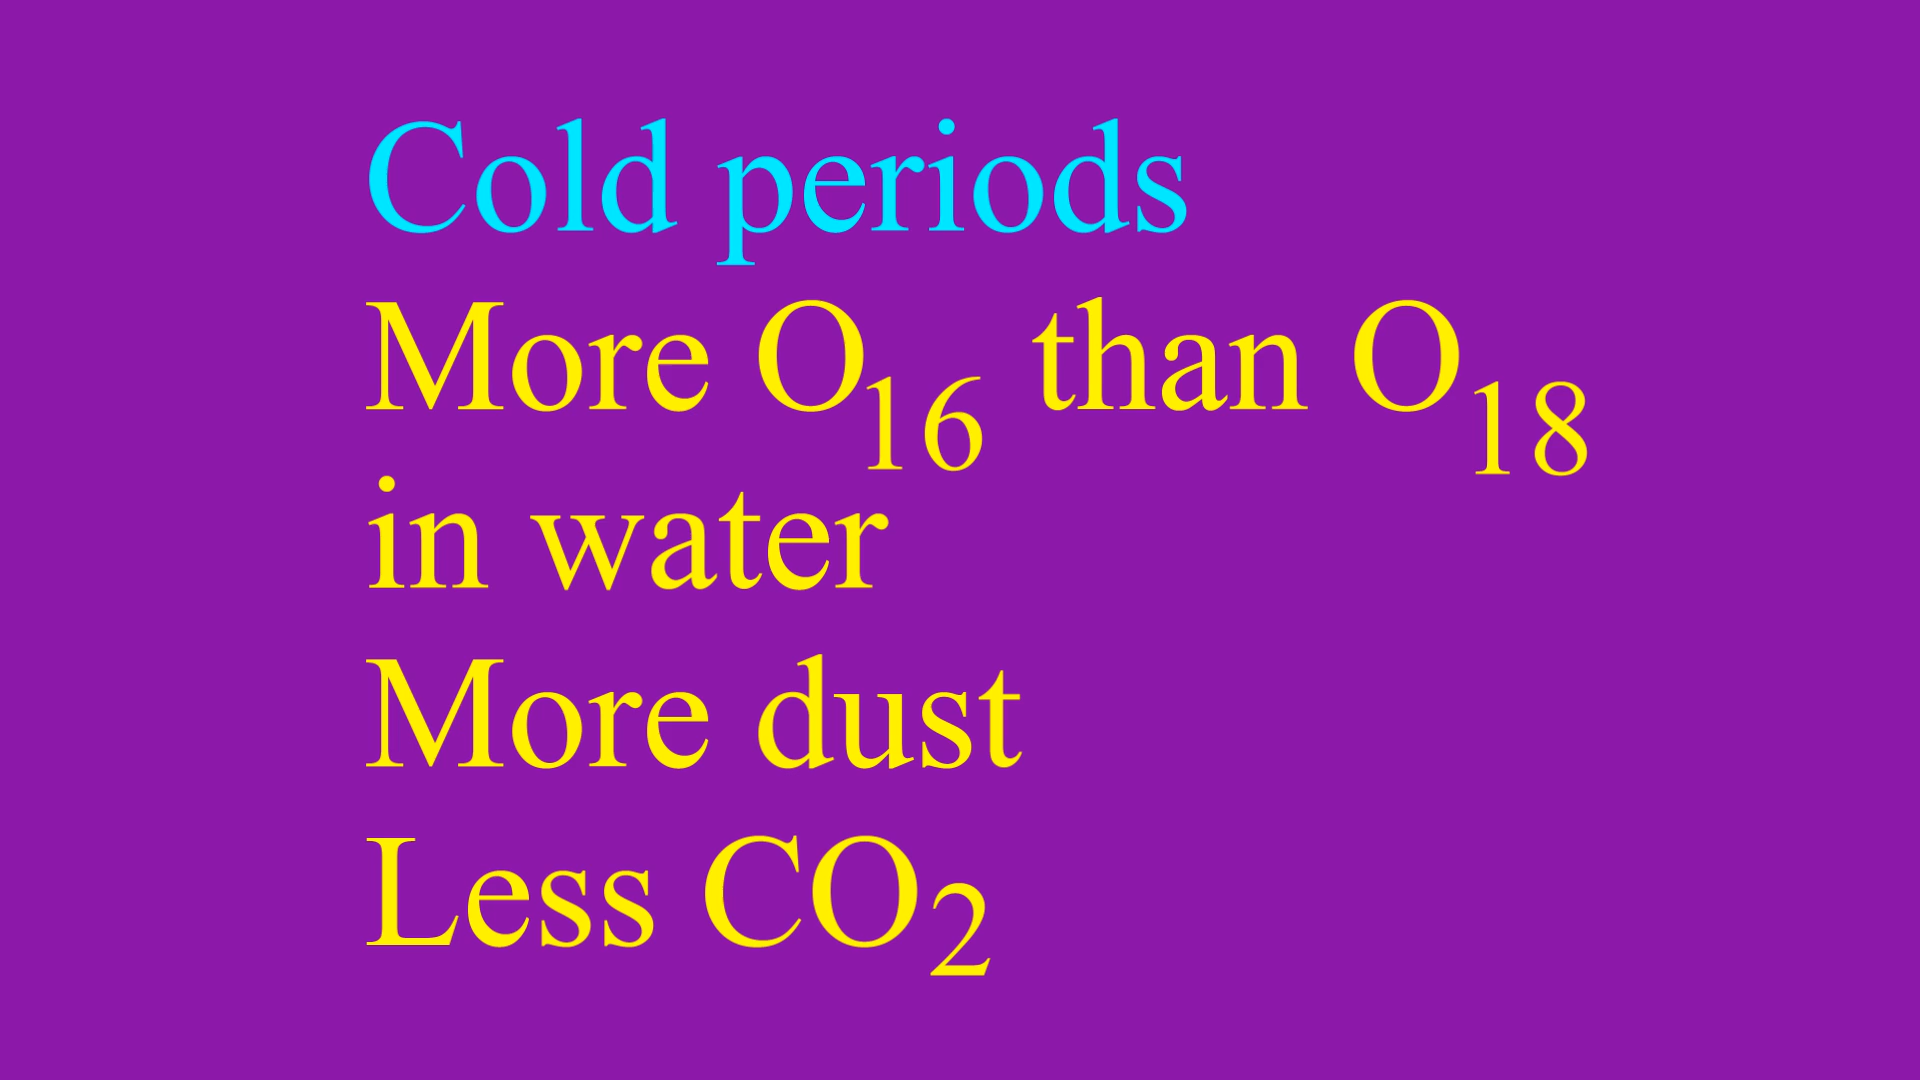 Cold periods
More O₁₆ than O₁₈
in water
More dust
Less CO₂